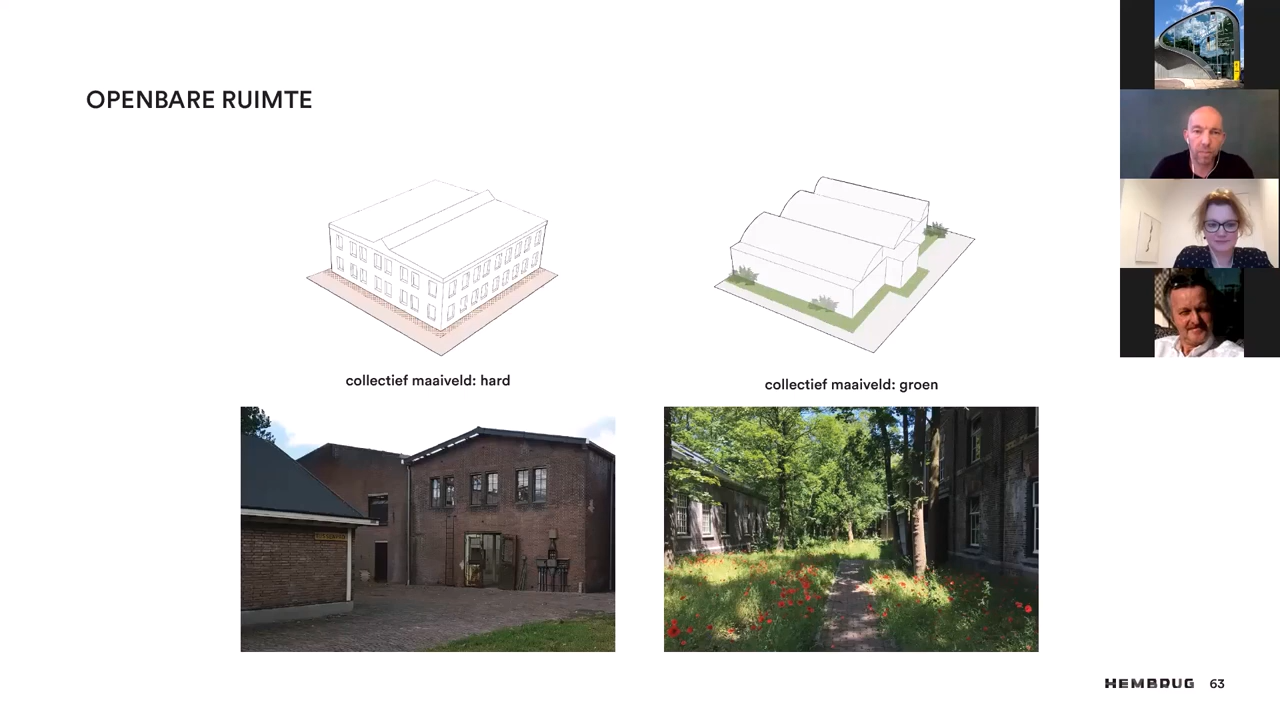 OPENBARE RUIMTE
collectief maaiveld: hard
collectief maaiveld: groen
HEMBRUG 63